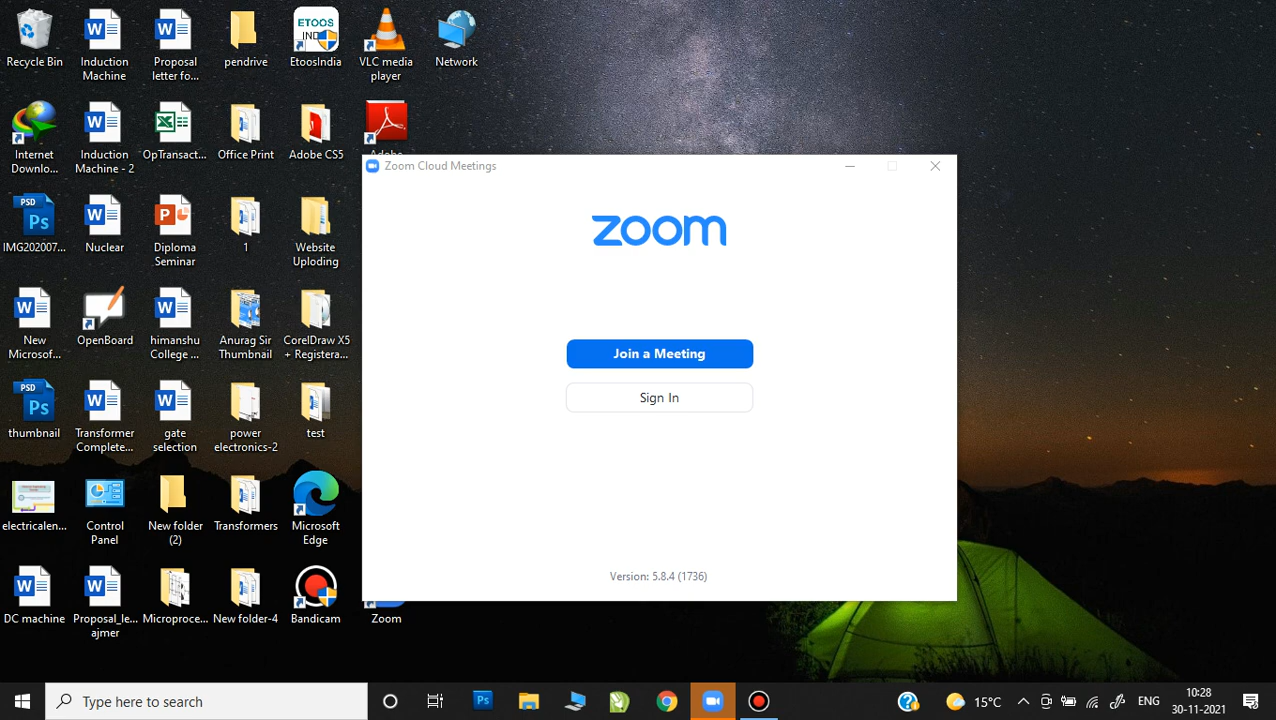 Recycle Bin
Induction
Machine
Proposal
letter fo...
pendrive
ETOOS
EtoosIndia
VLC media
player
Network
Internet
Downlo...
Induction
Machine - 2
OpTransact...
Office Print
Adobe CS5
PSD
Ps
IMG202007...
Nuclear
Diploma
Seminar
1
Website
Uploding
New
Microsof...
OpenBoard
himanshu
College ...
Anurag Sir
Thumbnail
CorelDraw X5
+ Registera...
PSD
Ps
thumbnail
Transformer
Complete...
gate
selection
power
electronics-2
test
electricalen...
Control
Panel
New folder
(2)
Transformers
Microsoft
Edge
DC machine
Proposal_le...
ajmer
Microproce...
New folder-4
Bandicam
Zoom
Zoom Cloud Meetings
zoom
Join a Meeting
Sign In
Version: 5.8.4 (1736)
Type here to search
Ps
15°C
ENG
10:28
30-11-2021